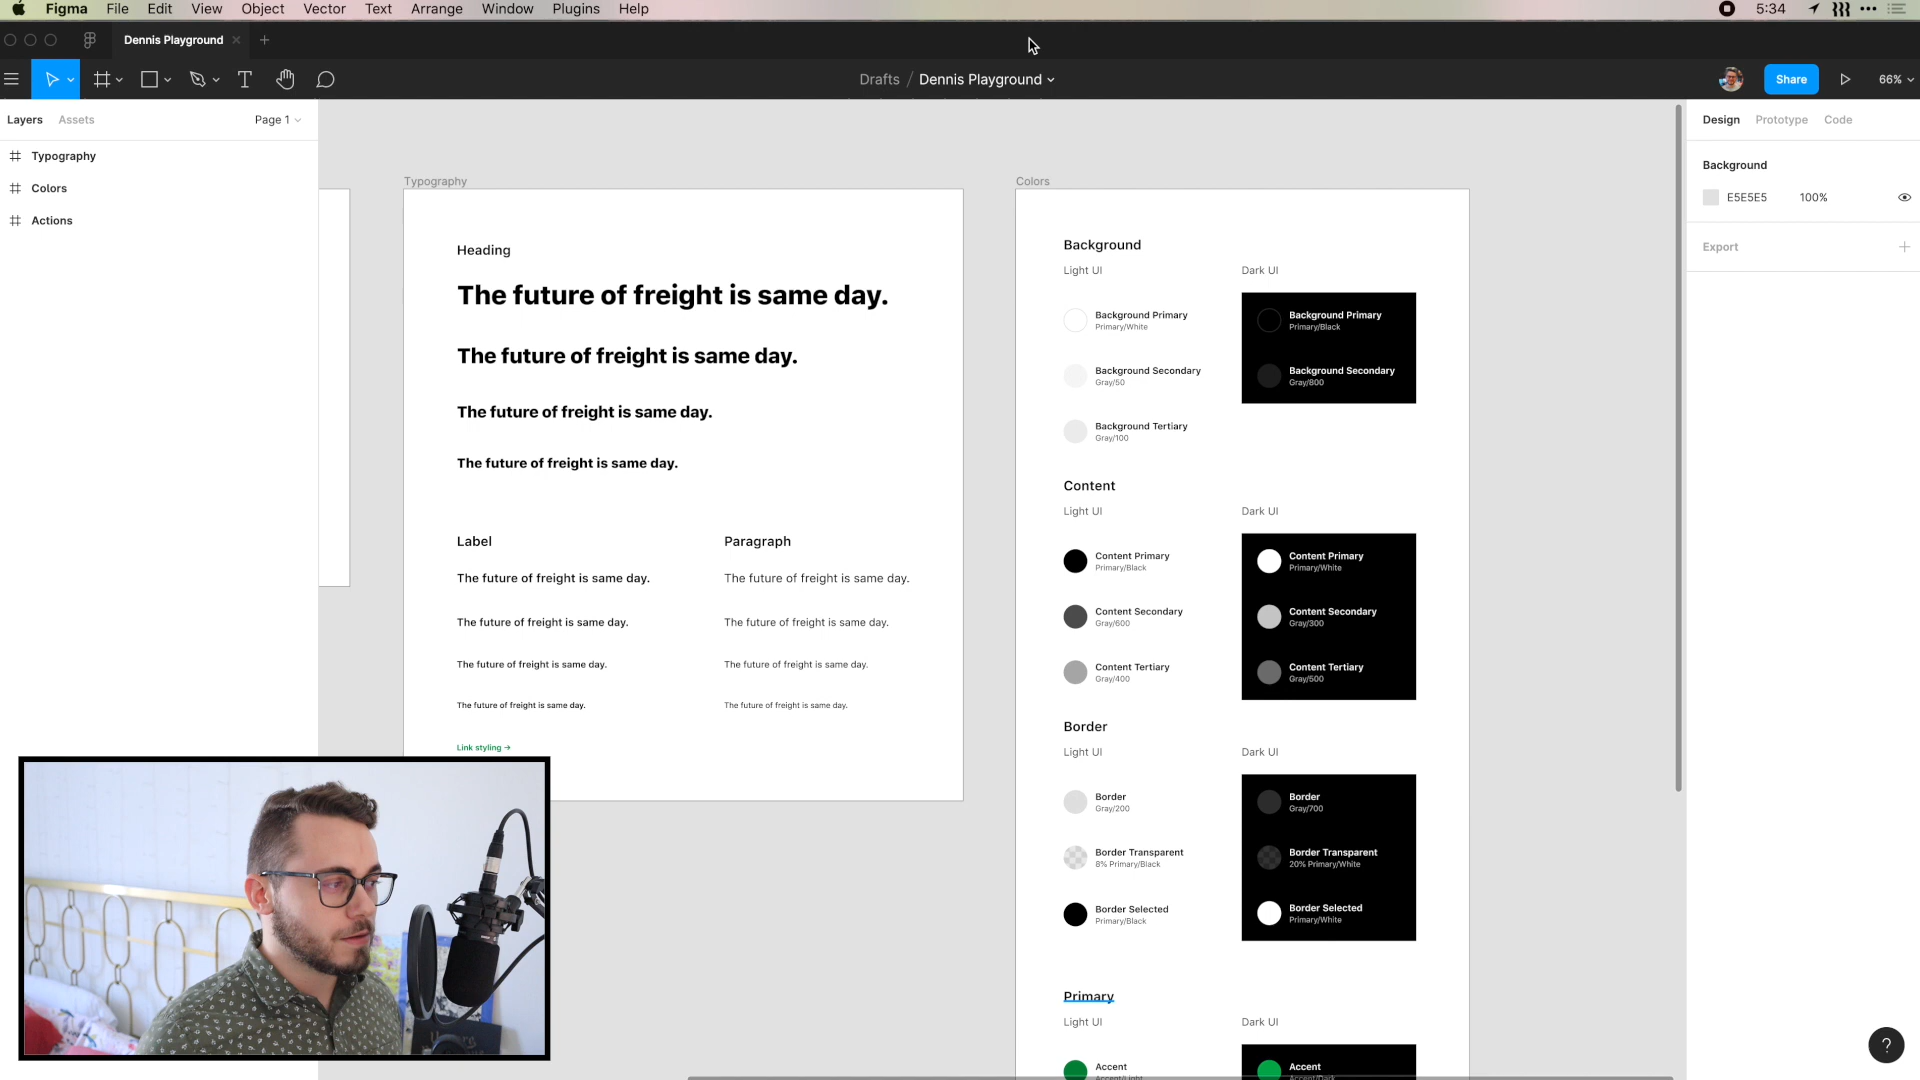 Figma File Edit View Object Vector Text Arrange Window Plugins Help 5:34
Dennis Playground
Drafts / Dennis Playground
Share
66%
Layers Assets Page 1
Typography
Colors
Actions
Typography
Heading
The future of freight is same day.
The future of freight is same day.
The future of freight is same day.
The future of freight is same day.
Label Paragraph
The future of freight is same day. The future of freight is same day.
The future of freight is same day. The future of freight is same day.
The future of freight is same day. The future of freight is same day.
The future of freight is same day. The future of freight is same day.
Link styling →
Colors
Background
Light UI Dark UI
Background Primary Background Primary
Primary/White Primary/Black
Background Secondary Background Secondary
Gray/50 Gray/800
Background Tertiary
Gray/100
Content
Light UI Dark UI
Content Primary Content Primary
Primary/Black Primary/White
Content Secondary Content Secondary
Gray/600 Gray/300
Content Tertiary Content Tertiary
Gray/400 Gray/500
Border
Light UI Dark UI
Border Border
Gray/200 Gray/700
Border Transparent Border Transparent
8% Primary/Black 20% Primary/White
Border Selected Border Selected
Primary/Black Primary/White
Primary
Light UI Dark UI
Accent Accent
Accent/Light Accent/Dark
Design Prototype Code
Background
E5E5E5 100%
Export
?